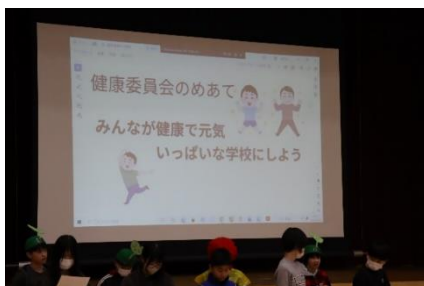 健康委員会のめあて
みんなが健康で元気
いっぱいな学校にしよう